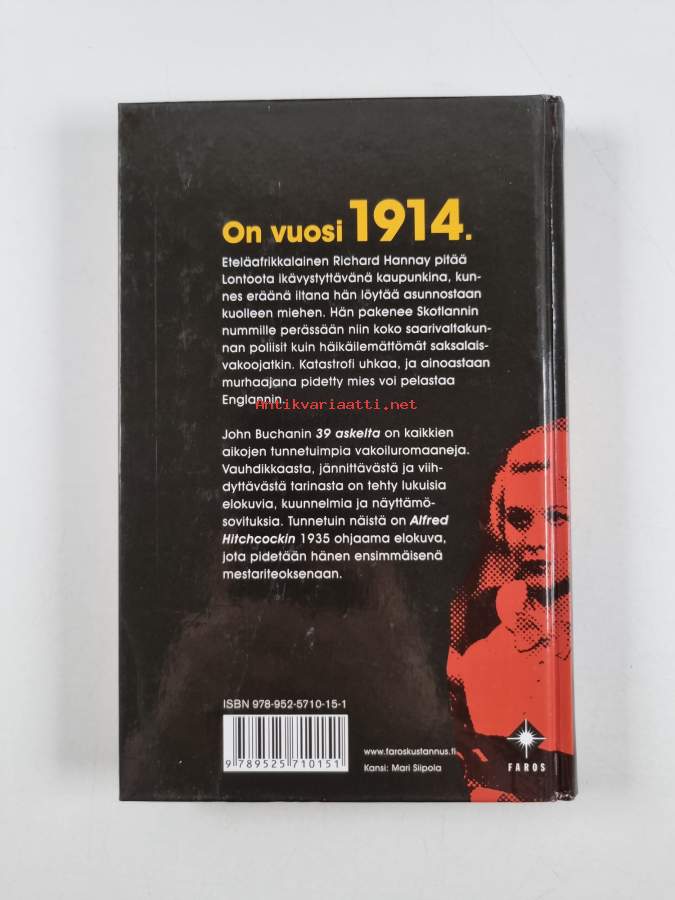 On vuosi 1914.
Eteläafrikkalainen Richard Hannay pitää
Lontoota ikävystyttävänä kaupunkina, kun-
nes eräänä iltana hän löytää asunnostaan
kuolleen miehen. Hän pakenee Skotlannin
nummille perässään niin koko saarivaltakun-
nan poliisit kuin häikäilemättömät saksalais-
vakoojatkin. Katastrofi uhkaa, ja ainoastaan
murhaajana pidetty mies voi pelastaa
Englannin.
Antikvariaatti.net
John Buchanin 39 askelta on kaikkien
aikojen tunnetuimpia vakoiluromaaneja.
Vauhdikkaasta, jännittävästä ja viih-
dyttävästä tarinasta on tehty lukuisia
elokuvia, kuunnelmia ja näyttämö-
sovituksia. Tunnetuin näistä on Alfred
Hitchcockin 1935 ohjaama elokuva,
jota pidetään hänen ensimmäisenä
mestariteoksenaan.
ISBN 978-952-5710-15-1
9 789525 710151
www.faroskustannus.fi
Kansi: Mari Siipola
FAROS